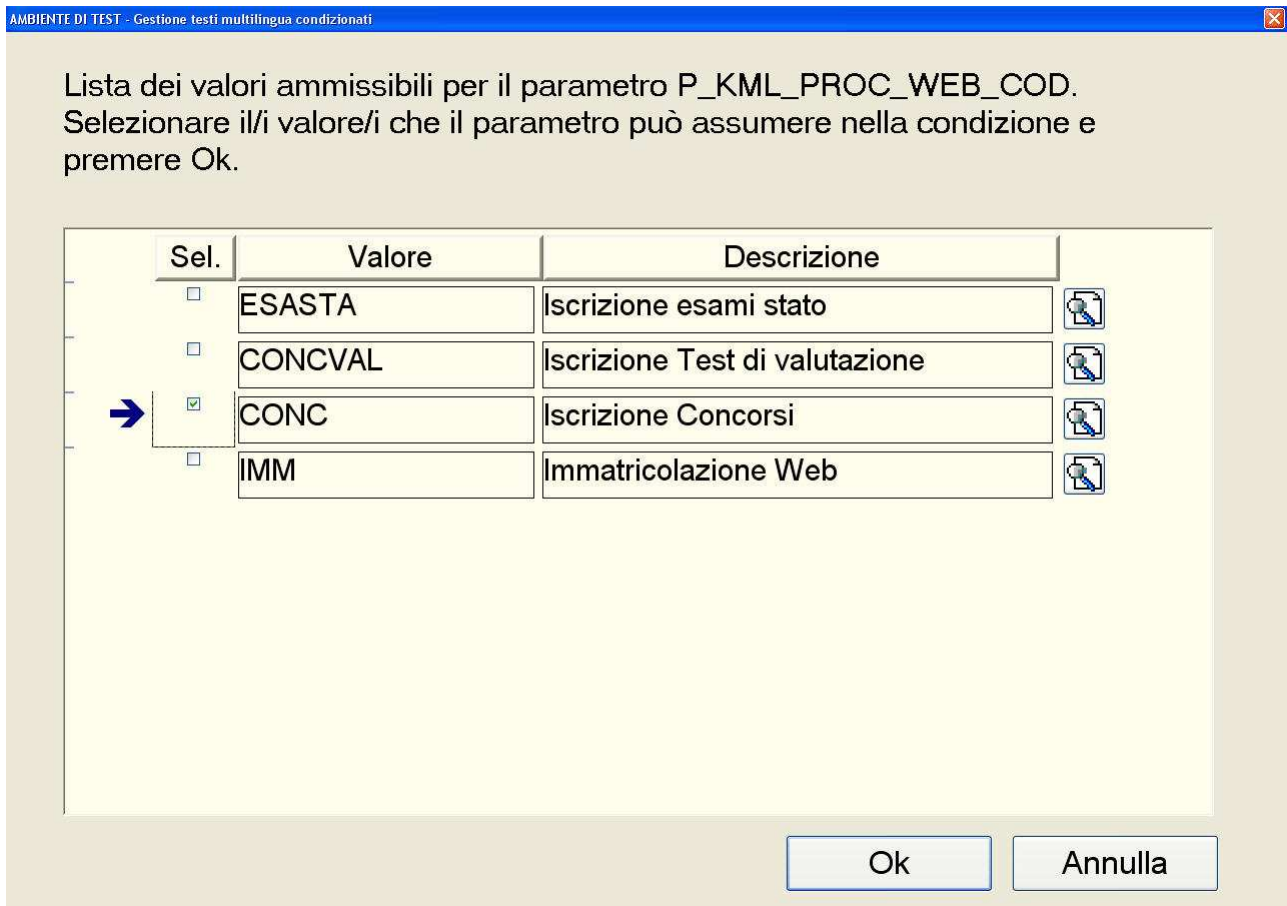 AMBIENTE DI TEST - Gestione testi multilingua condizionati
Lista dei valori ammissibili per il parametro P_KML_PROC_WEB_COD.
Selezionare il/i valore/i che il parametro può assumere nella condizione e
premere Ok.
Sel. Valore Descrizione
ESASTA Iscrizione esami stato
CONCVAL Iscrizione Test di valutazione
CONC Iscrizione Concorsi
IMM Immatricolazione Web
Ok Annulla